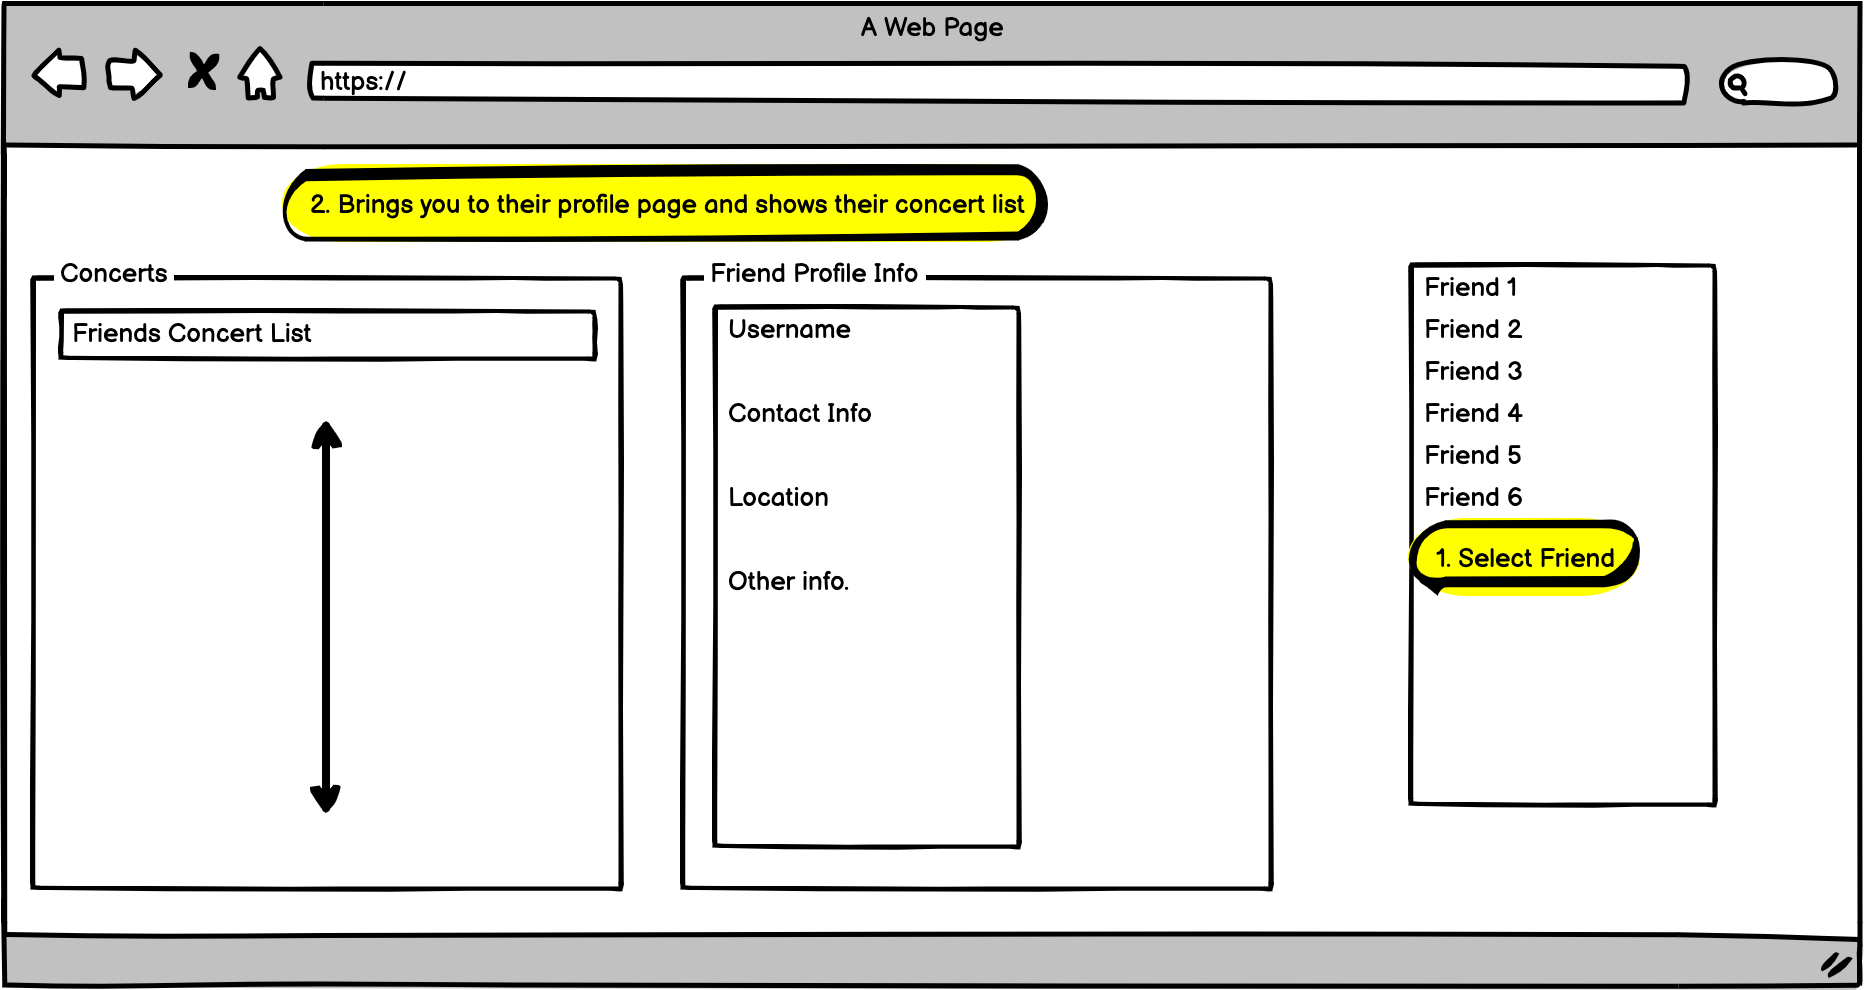 A Web Page
https://
2. Brings you to their profile page and shows their concert list
Concerts
Friends Concert List
Friend Profile Info
Username
Contact Info
Location
Other info.
Friend 1
Friend 2
Friend 3
Friend 4
Friend 5
Friend 6
1. Select Friend